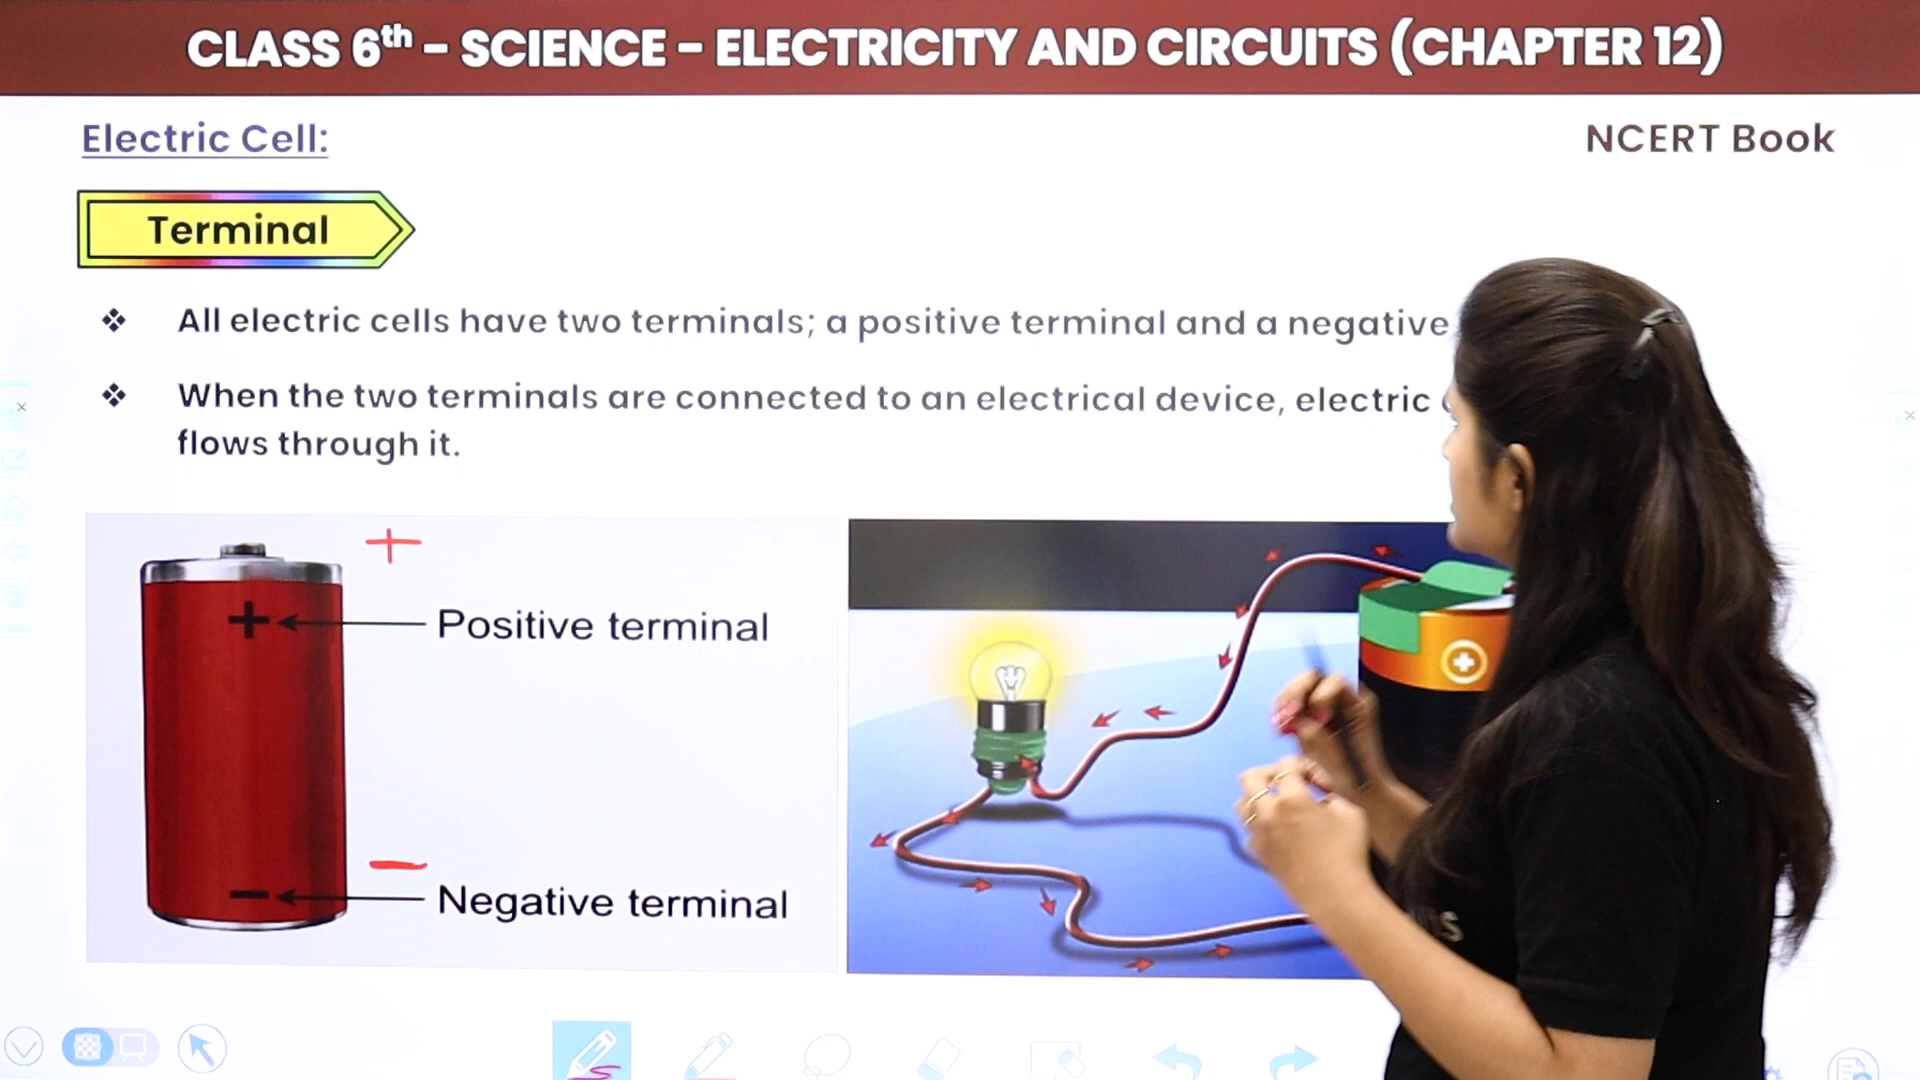 CLASS 6th – SCIENCE – ELECTRICITY AND CIRCUITS (CHAPTER 12)
Electric Cell:
NCERT Book
Terminal
❖ All electric cells have two terminals; a positive terminal and a negative
❖ When the two terminals are connected to an electrical device, electric
flows through it.
+
+ Positive terminal
–
– Negative terminal
+